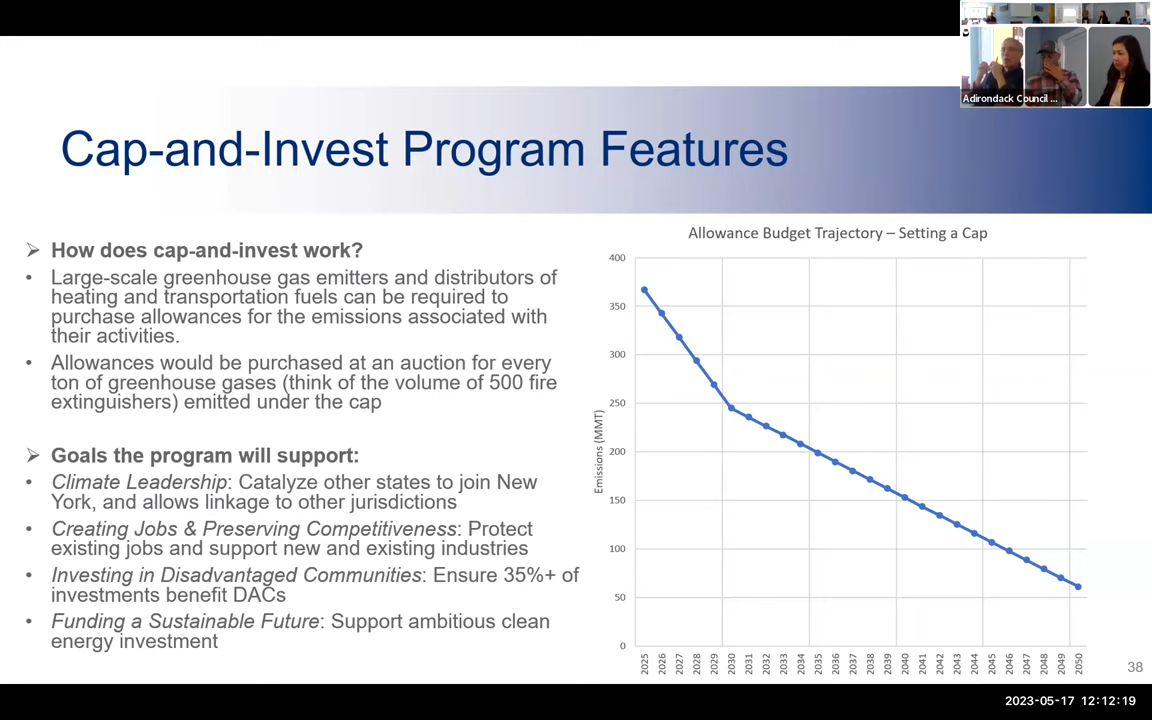 Adirondack Council ...
Cap-and-Invest Program Features
➢ How does cap-and-invest work?
• Large-scale greenhouse gas emitters and distributors of
heating and transportation fuels can be required to
purchase allowances for the emissions associated with
their activities.
• Allowances would be purchased at an auction for every
ton of greenhouse gases (think of the volume of 500 fire
extinguishers) emitted under the cap
➢ Goals the program will support:
• Climate Leadership: Catalyze other states to join New
York, and allows linkage to other jurisdictions
• Creating Jobs & Preserving Competitiveness: Protect
existing jobs and support new and existing industries
• Investing in Disadvantaged Communities: Ensure 35%+ of
investments benefit DACs
• Funding a Sustainable Future: Support ambitious clean
energy investment
Allowance Budget Trajectory – Setting a Cap
Emissions (MMT)
400
350
300
250
200
150
100
50
0
2025
2026
2027
2028
2029
2030
2031
2032
2033
2034
2035
2036
2037
2038
2039
2040
2041
2042
2043
2044
2045
2046
2047
2048
2049
2050
38
2023-05-17 12:12:19